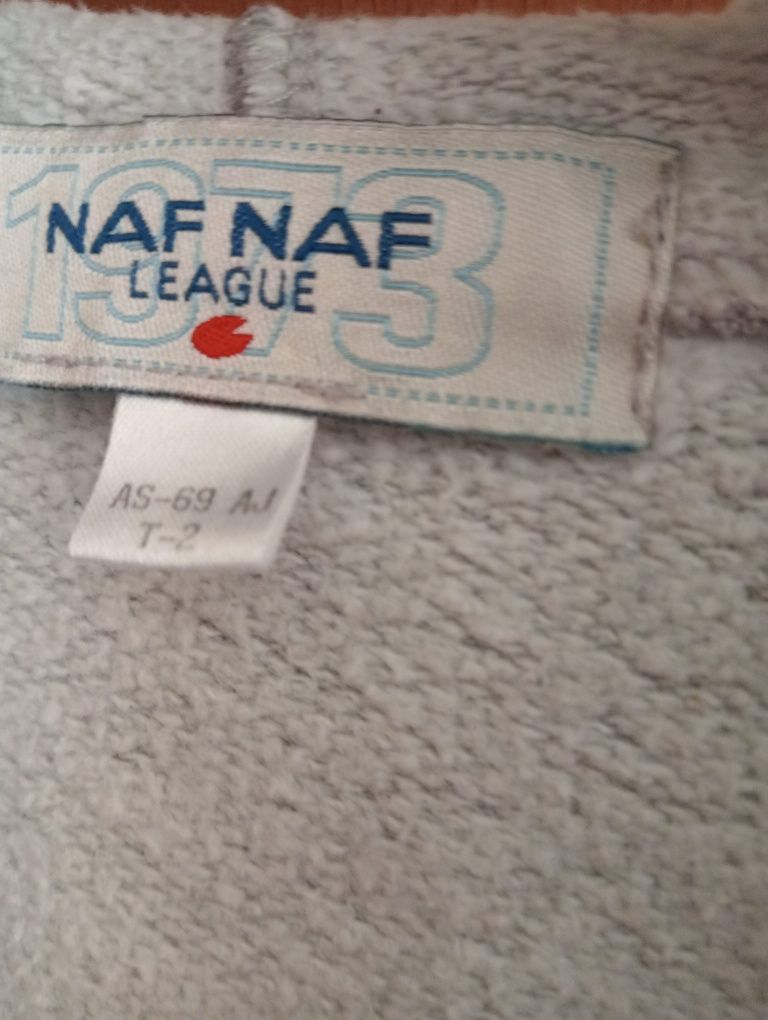 1973
NAF NAF
LEAGUE
AS-69 AJ
T-2